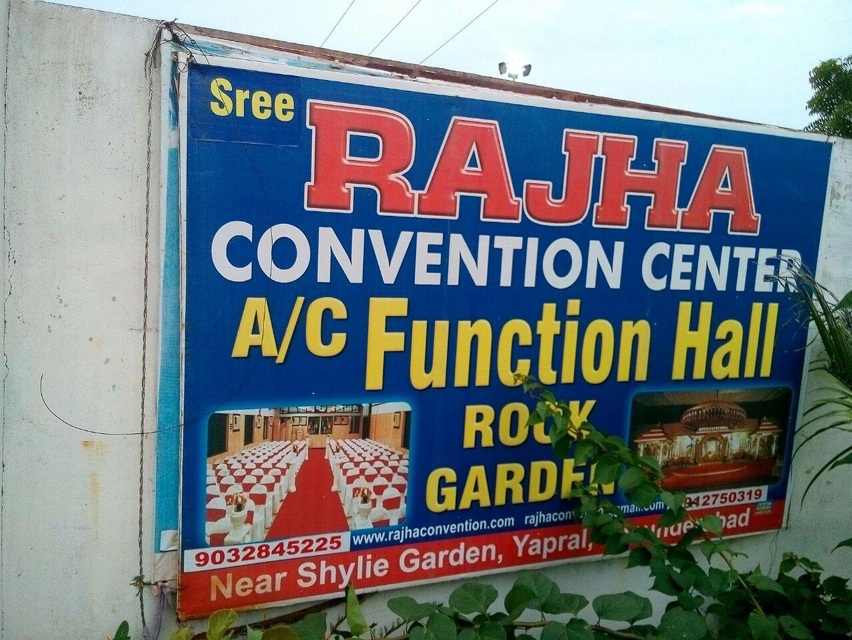 Sree
RAJHA
CONVENTION CENTER
A/C Function Hall
ROCK
GARDEN
www.rajhaconvention.com
9032845225
Near Shylie Garden, Yapral,